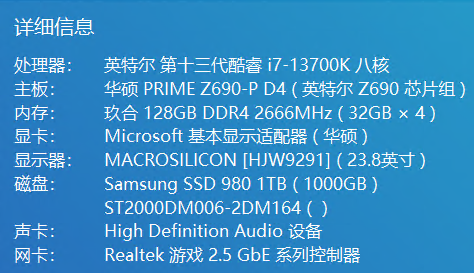 详细信息
处理器： 英特尔 第十三代酷睿 i7-13700K 八核
主板： 华硕 PRIME Z690-P D4 ( 英特尔 Z690 芯片组 )
内存： 玖合 128GB DDR4 2666MHz ( 32GB × 4 )
显卡： Microsoft 基本显示适配器 ( 华硕 )
显示器： MACROSILICON [HJW9291] ( 23.8英寸 )
磁盘： Samsung SSD 980 1TB ( 1000GB )
ST2000DM006-2DM164 ( )
声卡： High Definition Audio 设备
网卡： Realtek 游戏 2.5 GbE 系列控制器